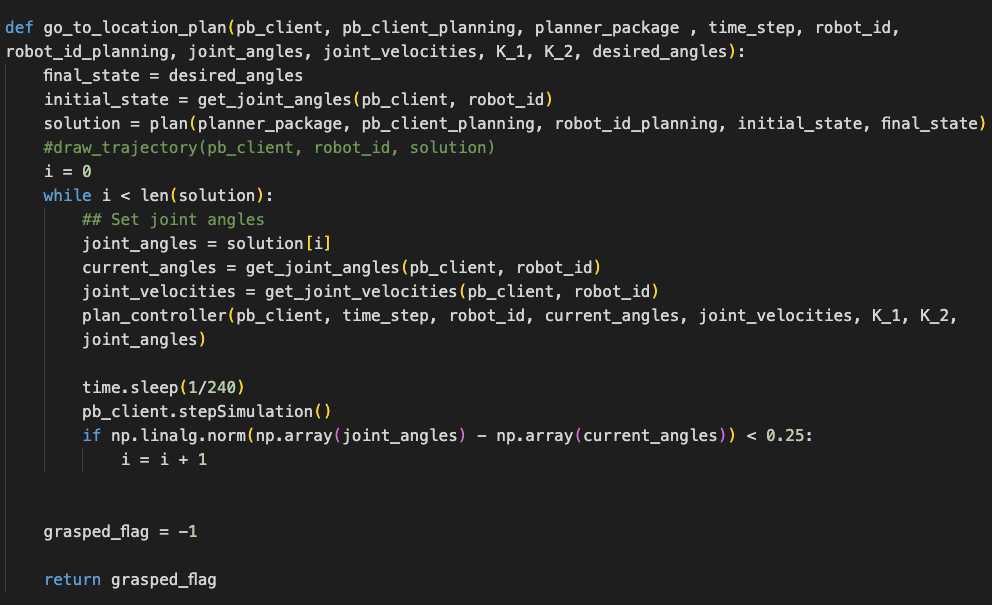 def go_to_location_plan(pb_client, pb_client_planning, planner_package , time_step, robot_id,
robot_id_planning, joint_angles, joint_velocities, K_1, K_2, desired_angles):
    final_state = desired_angles
    initial_state = get_joint_angles(pb_client, robot_id)
    solution = plan(planner_package, pb_client_planning, robot_id_planning, initial_state, final_state)
    #draw_trajectory(pb_client, robot_id, solution)
    i = 0
    while i < len(solution):
        ## Set joint angles
        joint_angles = solution[i]
        current_angles = get_joint_angles(pb_client, robot_id)
        joint_velocities = get_joint_velocities(pb_client, robot_id)
        plan_controller(pb_client, time_step, robot_id, current_angles, joint_velocities, K_1, K_2,
        joint_angles)
        time.sleep(1/240)
        pb_client.stepSimulation()
        if np.linalg.norm(np.array(joint_angles) - np.array(current_angles)) < 0.25:
            i = i + 1
    grasped_flag = -1
    return grasped_flag